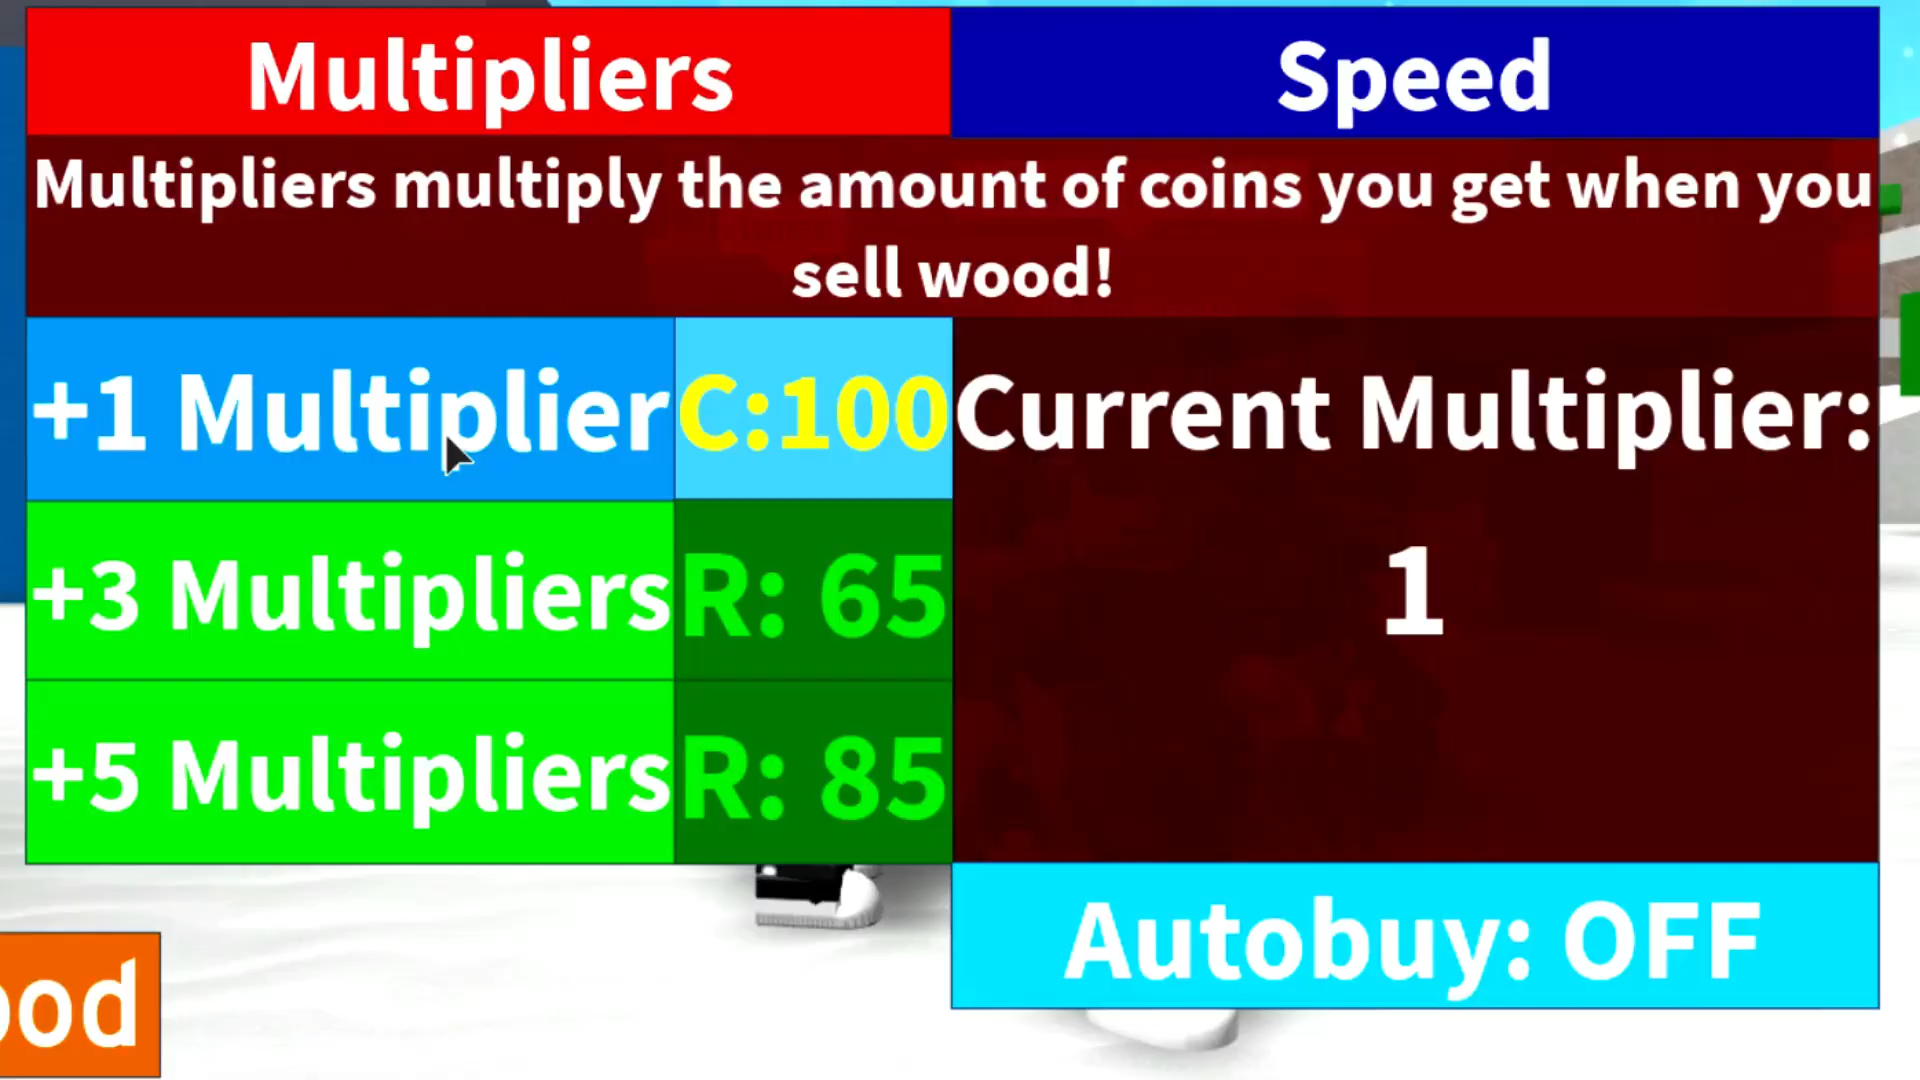 Multipliers
Speed
Multipliers multiply the amount of coins you get when you
sell wood!
+1 Multiplier
C:100
Current Multiplier:
1
+3 Multipliers
R: 65
+5 Multipliers
R: 85
Autobuy: OFF
ood